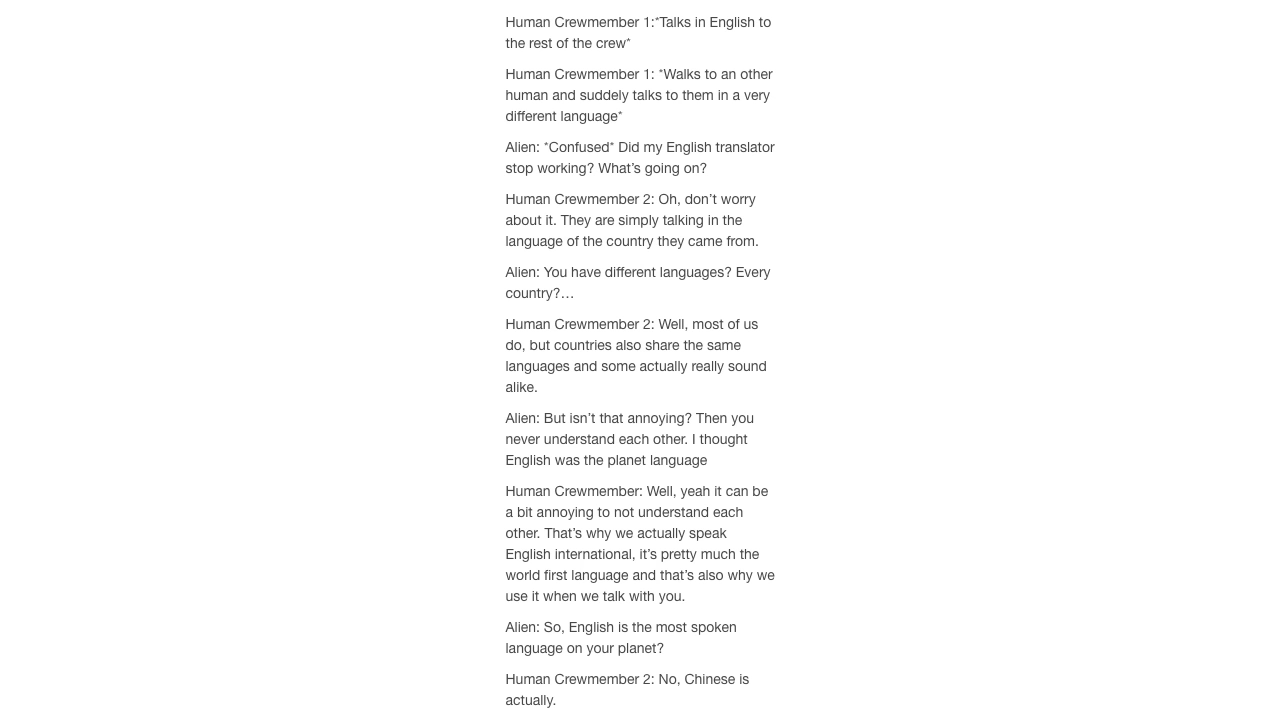 Human Crewmember 1:*Talks in English to
the rest of the crew*
Human Crewmember 1: *Walks to an other
human and suddely talks to them in a very
different language*
Alien: *Confused* Did my English translator
stop working? What’s going on?
Human Crewmember 2: Oh, don’t worry
about it. They are simply talking in the
language of the country they came from.
Alien: You have different languages? Every
country?…
Human Crewmember 2: Well, most of us
do, but countries also share the same
languages and some actually really sound
alike.
Alien: But isn’t that annoying? Then you
never understand each other. I thought
English was the planet language
Human Crewmember: Well, yeah it can be
a bit annoying to not understand each
other. That’s why we actually speak
English international, it’s pretty much the
world first language and that’s also why we
use it when we talk with you.
Alien: So, English is the most spoken
language on your planet?
Human Crewmember 2: No, Chinese is
actually.